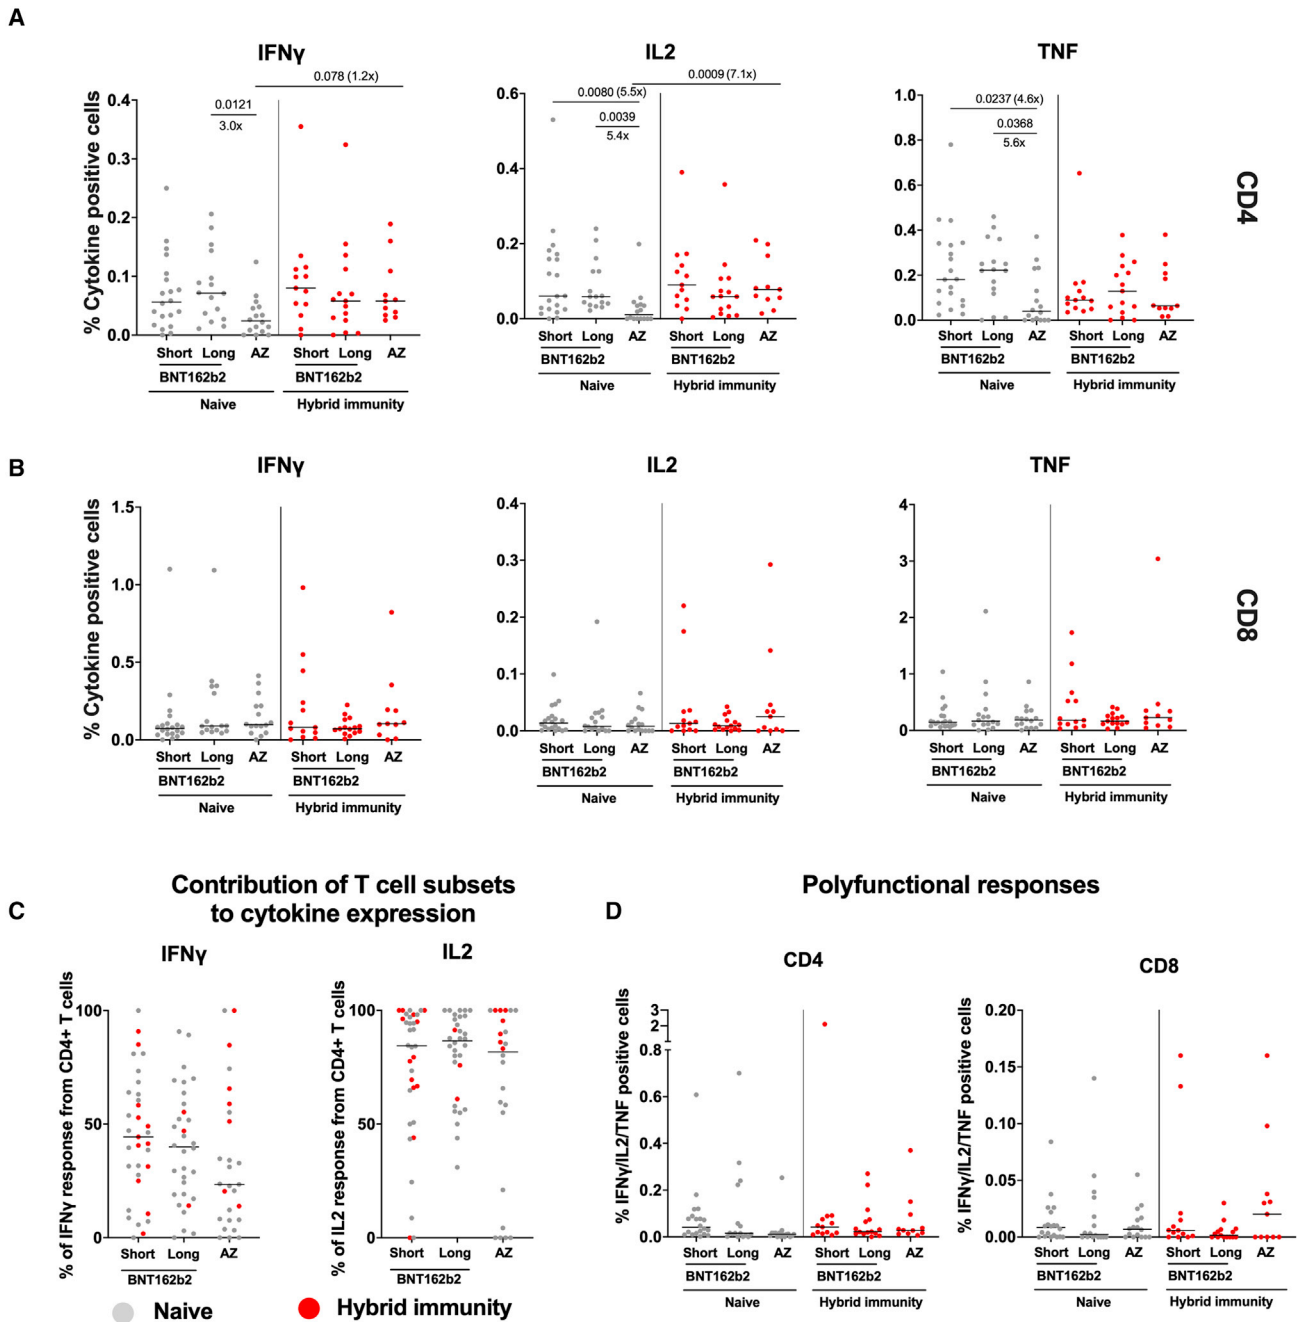 A
IFNγ
IL2
TNF
0.078 (1.2x)
0.0121
3.0x
0.0009 (7.1x)
0.0080 (5.5x)
0.0039
5.4x
0.0237 (4.6x)
0.0368
5.6x
% Cytokine positive cells
0.4
0.3
0.2
0.1
0.0
0.6
0.4
0.2
0.0
1.0
0.8
0.6
0.4
0.2
0.0
CD4
Short Long AZ Short Long AZ
BNT162b2 BNT162b2
Naive Hybrid immunity
Short Long AZ Short Long AZ
BNT162b2 BNT162b2
Naive Hybrid immunity
Short Long AZ Short Long AZ
BNT162b2 BNT162b2
Naive Hybrid immunity
B
IFNγ
IL2
TNF
% Cytokine positive cells
1.5
1.0
0.5
0.0
0.4
0.3
0.2
0.1
0.0
4
3
2
1
0
CD8
Short Long AZ Short Long AZ
BNT162b2 BNT162b2
Naive Hybrid immunity
Short Long AZ Short Long AZ
BNT162b2 BNT162b2
Naive Hybrid immunity
Short Long AZ Short Long AZ
BNT162b2 BNT162b2
Naive Hybrid immunity
Contribution of T cell subsets
to cytokine expression
C
IFNγ
IL2
% of IFNγ response from CD4+ T cells
100
50
0
Short Long AZ
BNT162b2
% of IL2 response from CD4+ T cells
100
50
0
Short Long AZ
BNT162b2
Naive
Hybrid immunity
Polyfunctional responses
D
CD4
CD8
% IFNγ/IL2/TNF positive cells
3
2
1
0.8
0.6
0.4
0.2
0.0
Short Long AZ Short Long AZ
BNT162b2 BNT162b2
Naive Hybrid immunity
% IFNγ/IL2/TNF positive cells
0.20
0.15
0.10
0.05
0.00
Short Long AZ Short Long AZ
BNT162b2 BNT162b2
Naive Hybrid immunity